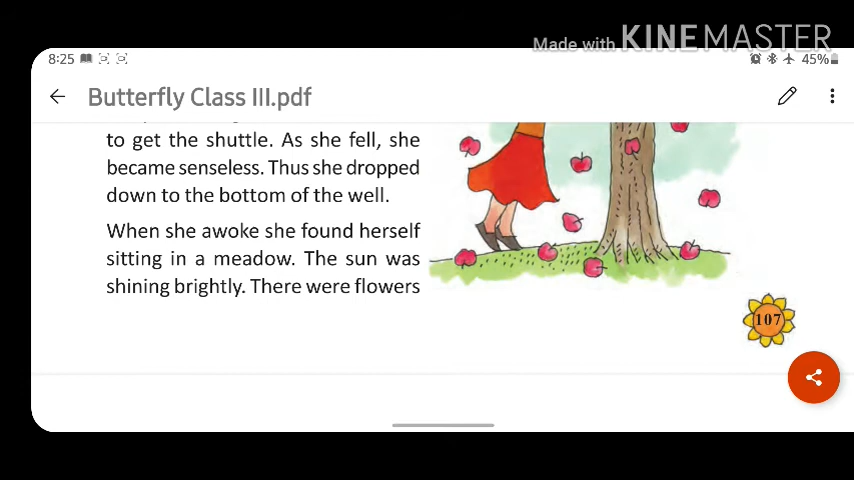 Made with KINEMASTER
8:25 45%
Butterfly Class III.pdf
to get the shuttle. As she fell, she
became senseless. Thus she dropped
down to the bottom of the well.
When she awoke she found herself
sitting in a meadow. The sun was
shining brightly. There were flowers
107